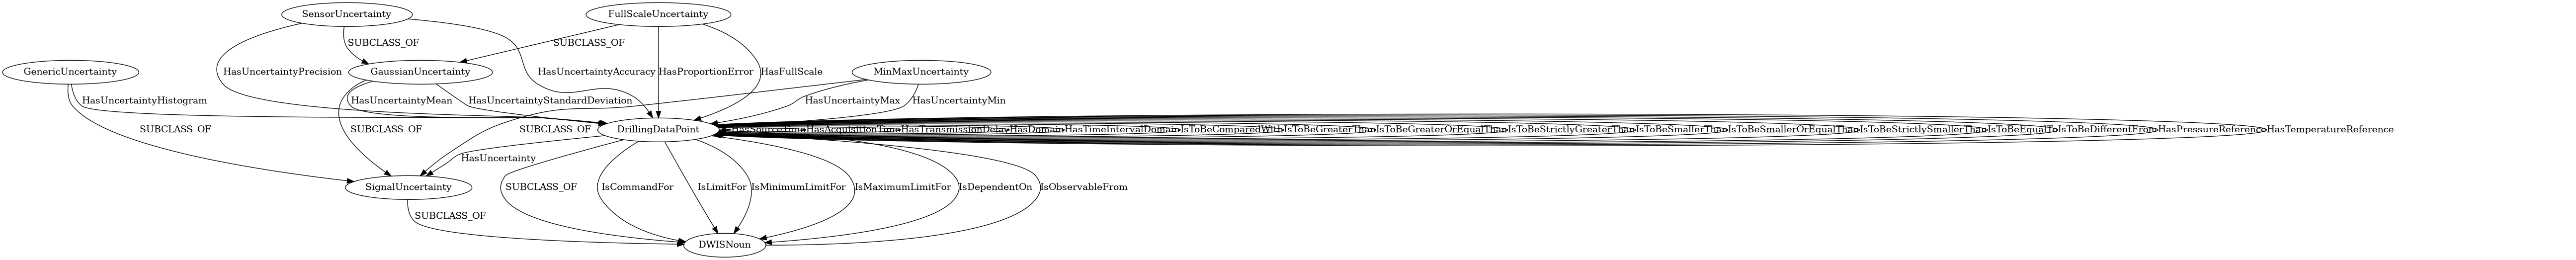 SensorUncertainty
FullScaleUncertainty
SUBCLASS_OF
SUBCLASS_OF
GenericUncertainty
HasUncertaintyPrecision
GaussianUncertainty
HasUncertaintyAccuracy
HasProportionError
HasFullScale
MinMaxUncertainty
HasUncertaintyHistogram
HasUncertaintyMean
HasUncertaintyStandardDeviation
HasUncertaintyMax
HasUncertaintyMin
SUBCLASS_OF
SUBCLASS_OF
SUBCLASS_OF
DrillingDataPoint
HasSourceTime
HasAcquisitionTime
HasTransmissionDelay
HasDomain
HasTimeIntervalDomain
IsToBeComparedWith
IsToBeGreaterThan
IsToBeGreaterOrEqualThan
IsToBeStrictlyGreaterThan
IsToBeSmallerThan
IsToBeSmallerOrEqualThan
IsToBeStrictlySmallerThan
IsToBeEqualTo
IsToBeDifferentFrom
HasPressureReference
HasTemperatureReference
HasUncertainty
SignalUncertainty
SUBCLASS_OF
IsCommandFor
IsLimitFor
IsMinimumLimitFor
IsMaximumLimitFor
IsDependentOn
IsObservableFrom
SUBCLASS_OF
DWISNoun